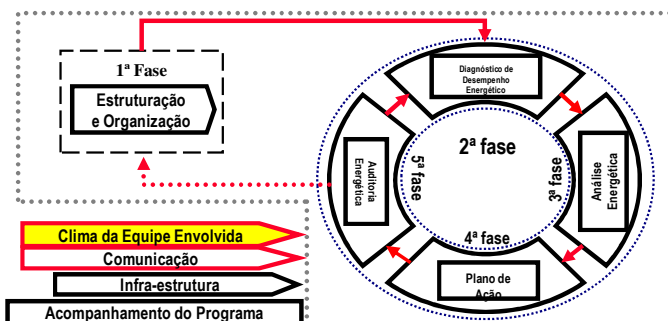 1ª Fase
Estruturação
e Organização
Diagnóstico de
Desempenho
Energético
2ª fase
3ª fase
Análise
Energética
4ª fase
Plano de
Ação
5ª fase
Auditoria
Energética
Clima da Equipe Envolvida
Comunicação
Infra-estrutura
Acompanhamento do Programa